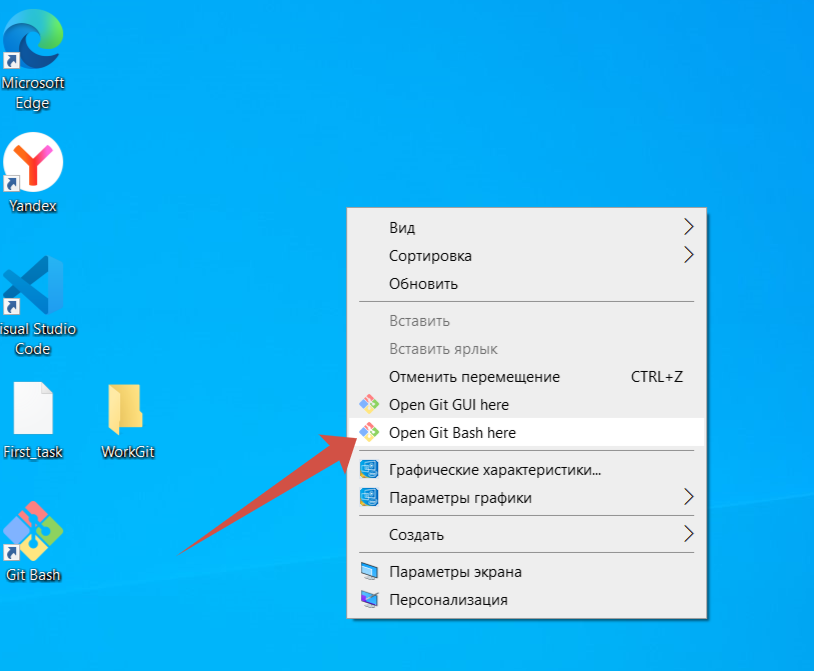 Microsoft
Edge
Yandex
isual Studio
Code
First_task
WorkGit
Git Bash
Вид
Сортировка
Обновить
Вставить
Вставить ярлык
Отменить перемещение CTRL+Z
Open Git GUI here
Open Git Bash here
Графические характеристики...
Параметры графики
Создать
Параметры экрана
Персонализация